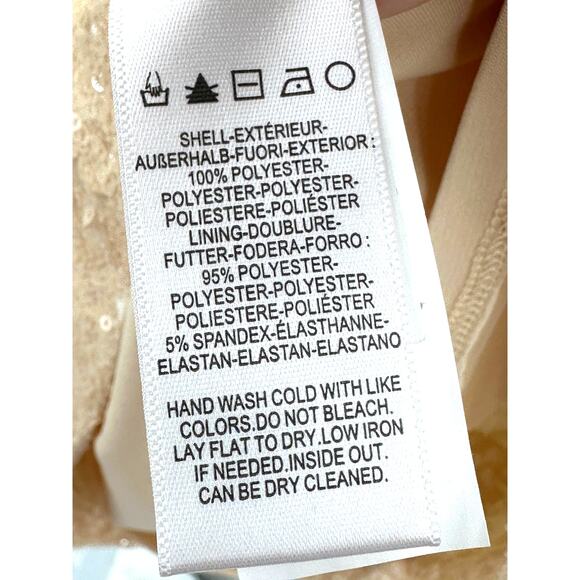 SHELL-EXTÉRIEUR-
AUßERHALB-FUORI-EXTERIOR :
100% POLYESTER-
POLYESTER-POLYESTER-
POLIESTERE-POLIÉSTER
LINING-DOUBLURE-
FUTTER-FODERA-FORRO :
95% POLYESTER-
POLYESTER-POLYESTER-
POLIESTERE-POLIÉSTER
5% SPANDEX-ÉLASTHANNE-
ELASTAN-ELASTAN-ELASTANO
HAND WASH COLD WITH LIKE
COLORS.DO NOT BLEACH.
LAY FLAT TO DRY.LOW IRON
IF NEEDED.INSIDE OUT.
CAN BE DRY CLEANED.